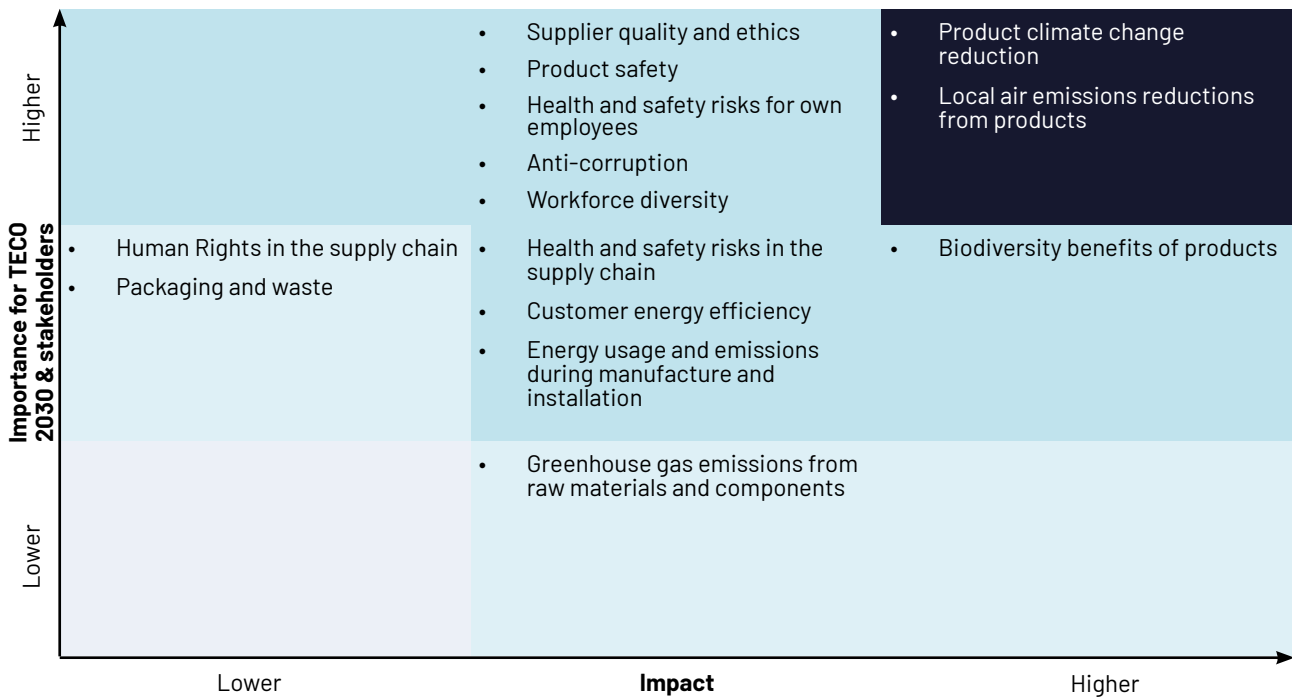 Higher
Importance for TECO
2030 & stakeholders
Lower
• Supplier quality and ethics
• Product safety
• Health and safety risks for own
employees
• Anti-corruption
• Workforce diversity
• Product climate change
reduction
• Local air emissions reductions
from products
• Human Rights in the supply chain
• Packaging and waste
• Health and safety risks in the
supply chain
• Customer energy efficiency
• Energy usage and emissions
during manufacture and
installation
• Biodiversity benefits of products
• Greenhouse gas emissions from
raw materials and components
Lower
Impact
Higher